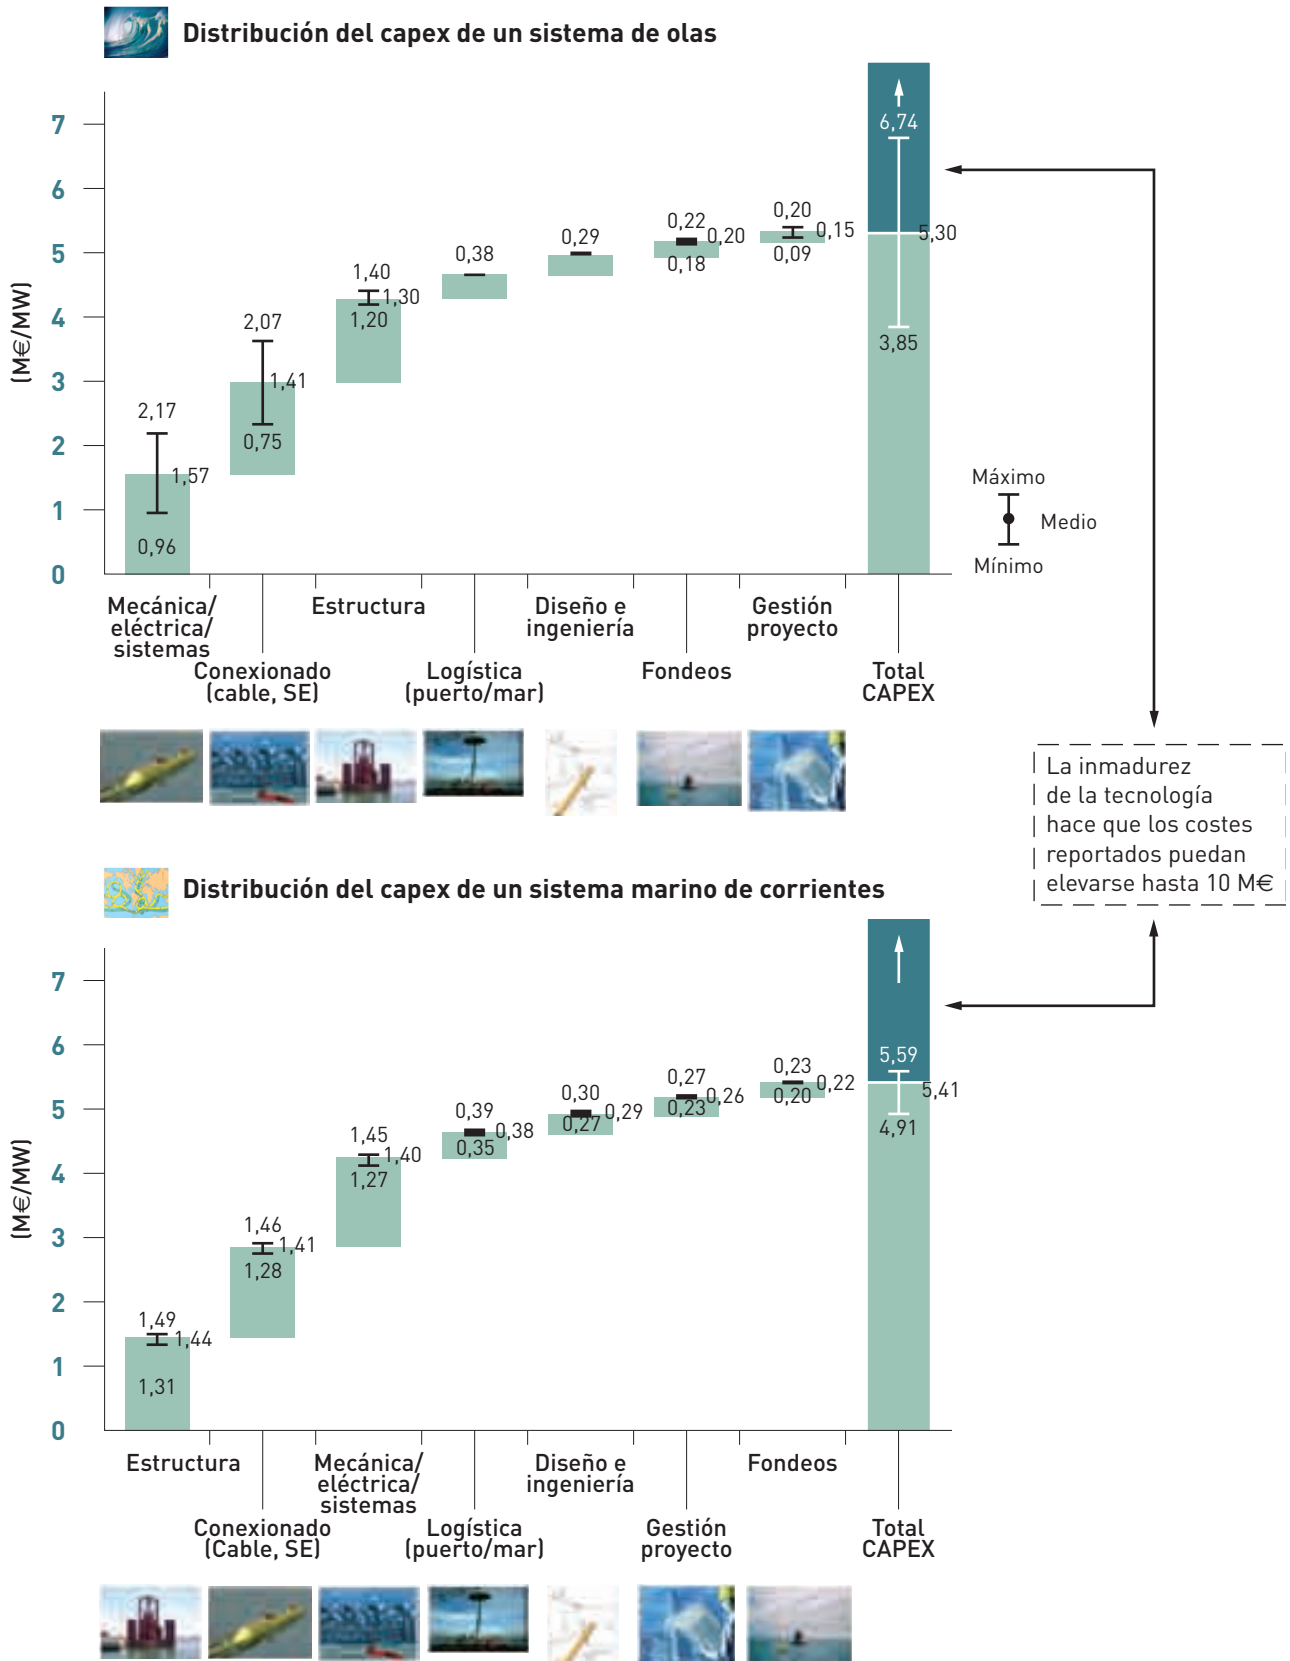 Distribución del capex de un sistema de olas
(M€/MW)
7
6
5
4
3
2
1
0
2,17
1,57
0,96
2,07
1,41
0,75
1,40
1,30
1,20
0,38
0,29
0,22
0,20
0,18
0,20
0,15
0,09
6,74
5,30
3,85
Máximo
Medio
Mínimo
Mecánica/
eléctrica/
sistemas
Conexionado
(cable, SE)
Estructura
Logística
(puerto/mar)
Diseño e
ingeniería
Fondeos
Gestión
proyecto
Total
CAPEX
La inmadurez
de la tecnología
hace que los costes
reportados puedan
elevarse hasta 10 M€
Distribución del capex de un sistema marino de corrientes
(M€/MW)
7
6
5
4
3
2
1
0
1,49
1,44
1,31
1,46
1,41
1,28
1,45
1,40
1,27
0,39
0,38
0,35
0,30
0,29
0,27
0,27
0,26
0,23
0,23
0,22
0,20
5,59
5,41
4,91
Estructura
Conexionado
(Cable, SE)
Mecánica/
eléctrica/
sistemas
Logística
(puerto/mar)
Diseño e
ingeniería
Gestión
proyecto
Fondeos
Total
CAPEX